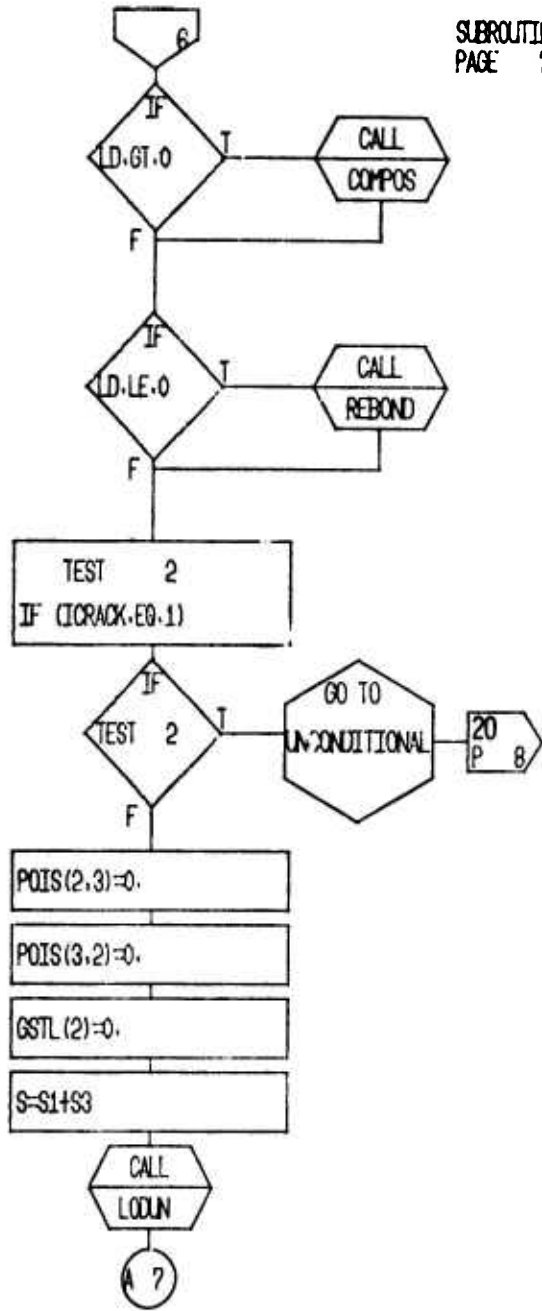 6
PAGE
IF
T
LD.GT.0
CALL
COMPOS
F
IF
T
LD.LE.0
CALL
REBOND
F
TEST 2
IF (ICRACK.EQ.1)
IF
T
TEST 2
GO TO
UNCONDITIONAL
20
P 8
F
POIS(2,3)=0.
POIS(3,2)=0.
GSTL(2)=0.
S=S1+S3
CALL
LODUN
A 7